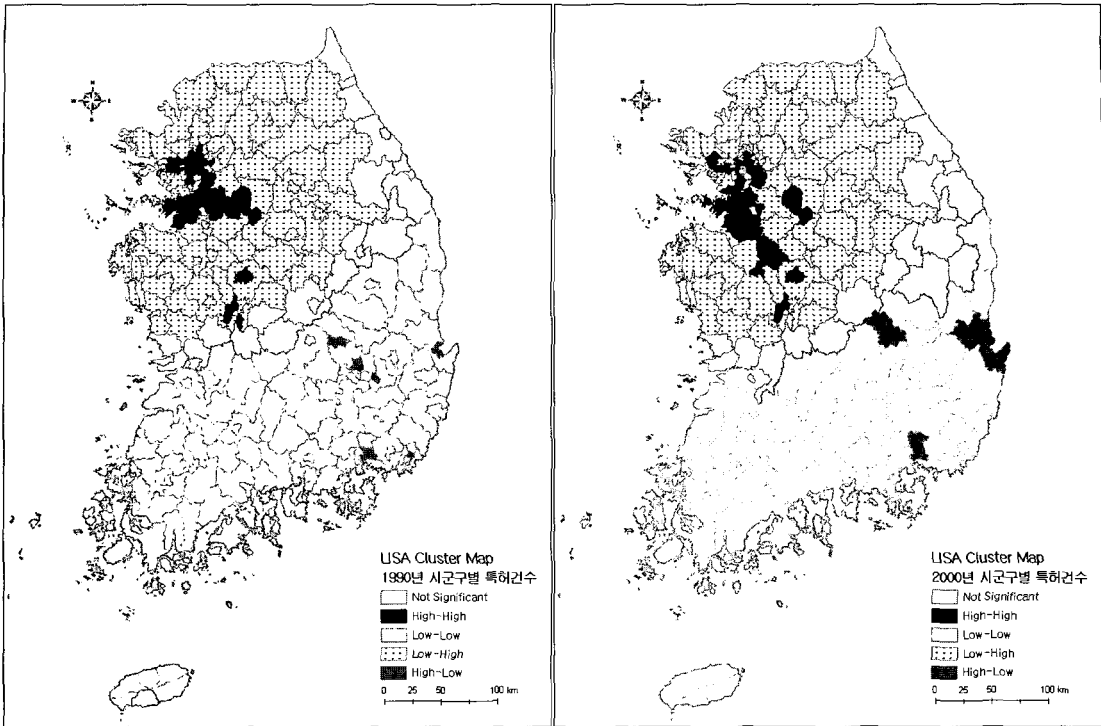 N
W E
S
LISA Cluster Map
1990년 시군구별 특허건수
Not Significant
High-High
Low-Low
Low-High
High-Low
0 25 50 100 km
N
W E
S
LISA Cluster Map
2000년 시군구별 특허건수
Not Significant
High-High
Low-Low
Low-High
High-Low
0 25 50 100 km